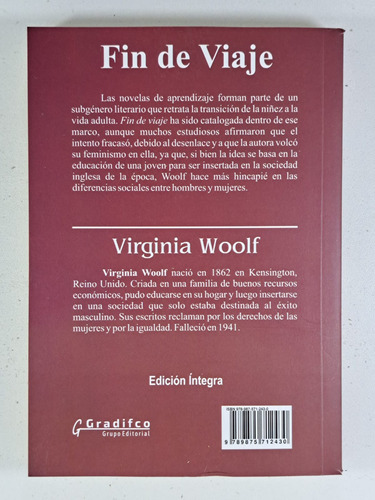 Fin de Viaje
Las novelas de aprendizaje forman parte de un
subgénero literario que retrata la transición de la niñez a la
vida adulta. Fin de viaje ha sido catalogada dentro de ese
marco, aunque muchos estudiosos afirmaron que el
intento fracasó, debido al desenlace y a que la autora volcó
su feminismo en ella, ya que, si bien la idea se basa en la
educación de una joven para ser insertada en la sociedad
inglesa de la época, Woolf hace más hincapié en las
diferencias sociales entre hombres y mujeres.
Virginia Woolf
Virginia Woolf nació en 1862 en Kensington,
Reino Unido. Criada en una familia de buenos recursos
económicos, pudo educarse en su hogar y luego insertarse
en una sociedad que solo estaba destinada al éxito
masculino. Sus escritos reclaman por los derechos de las
mujeres y por la igualdad. Falleció en 1941.
Edición Íntegra
ISBN 978-987-571-243-0
9 789875 712430
Gradifco
Grupo Editorial